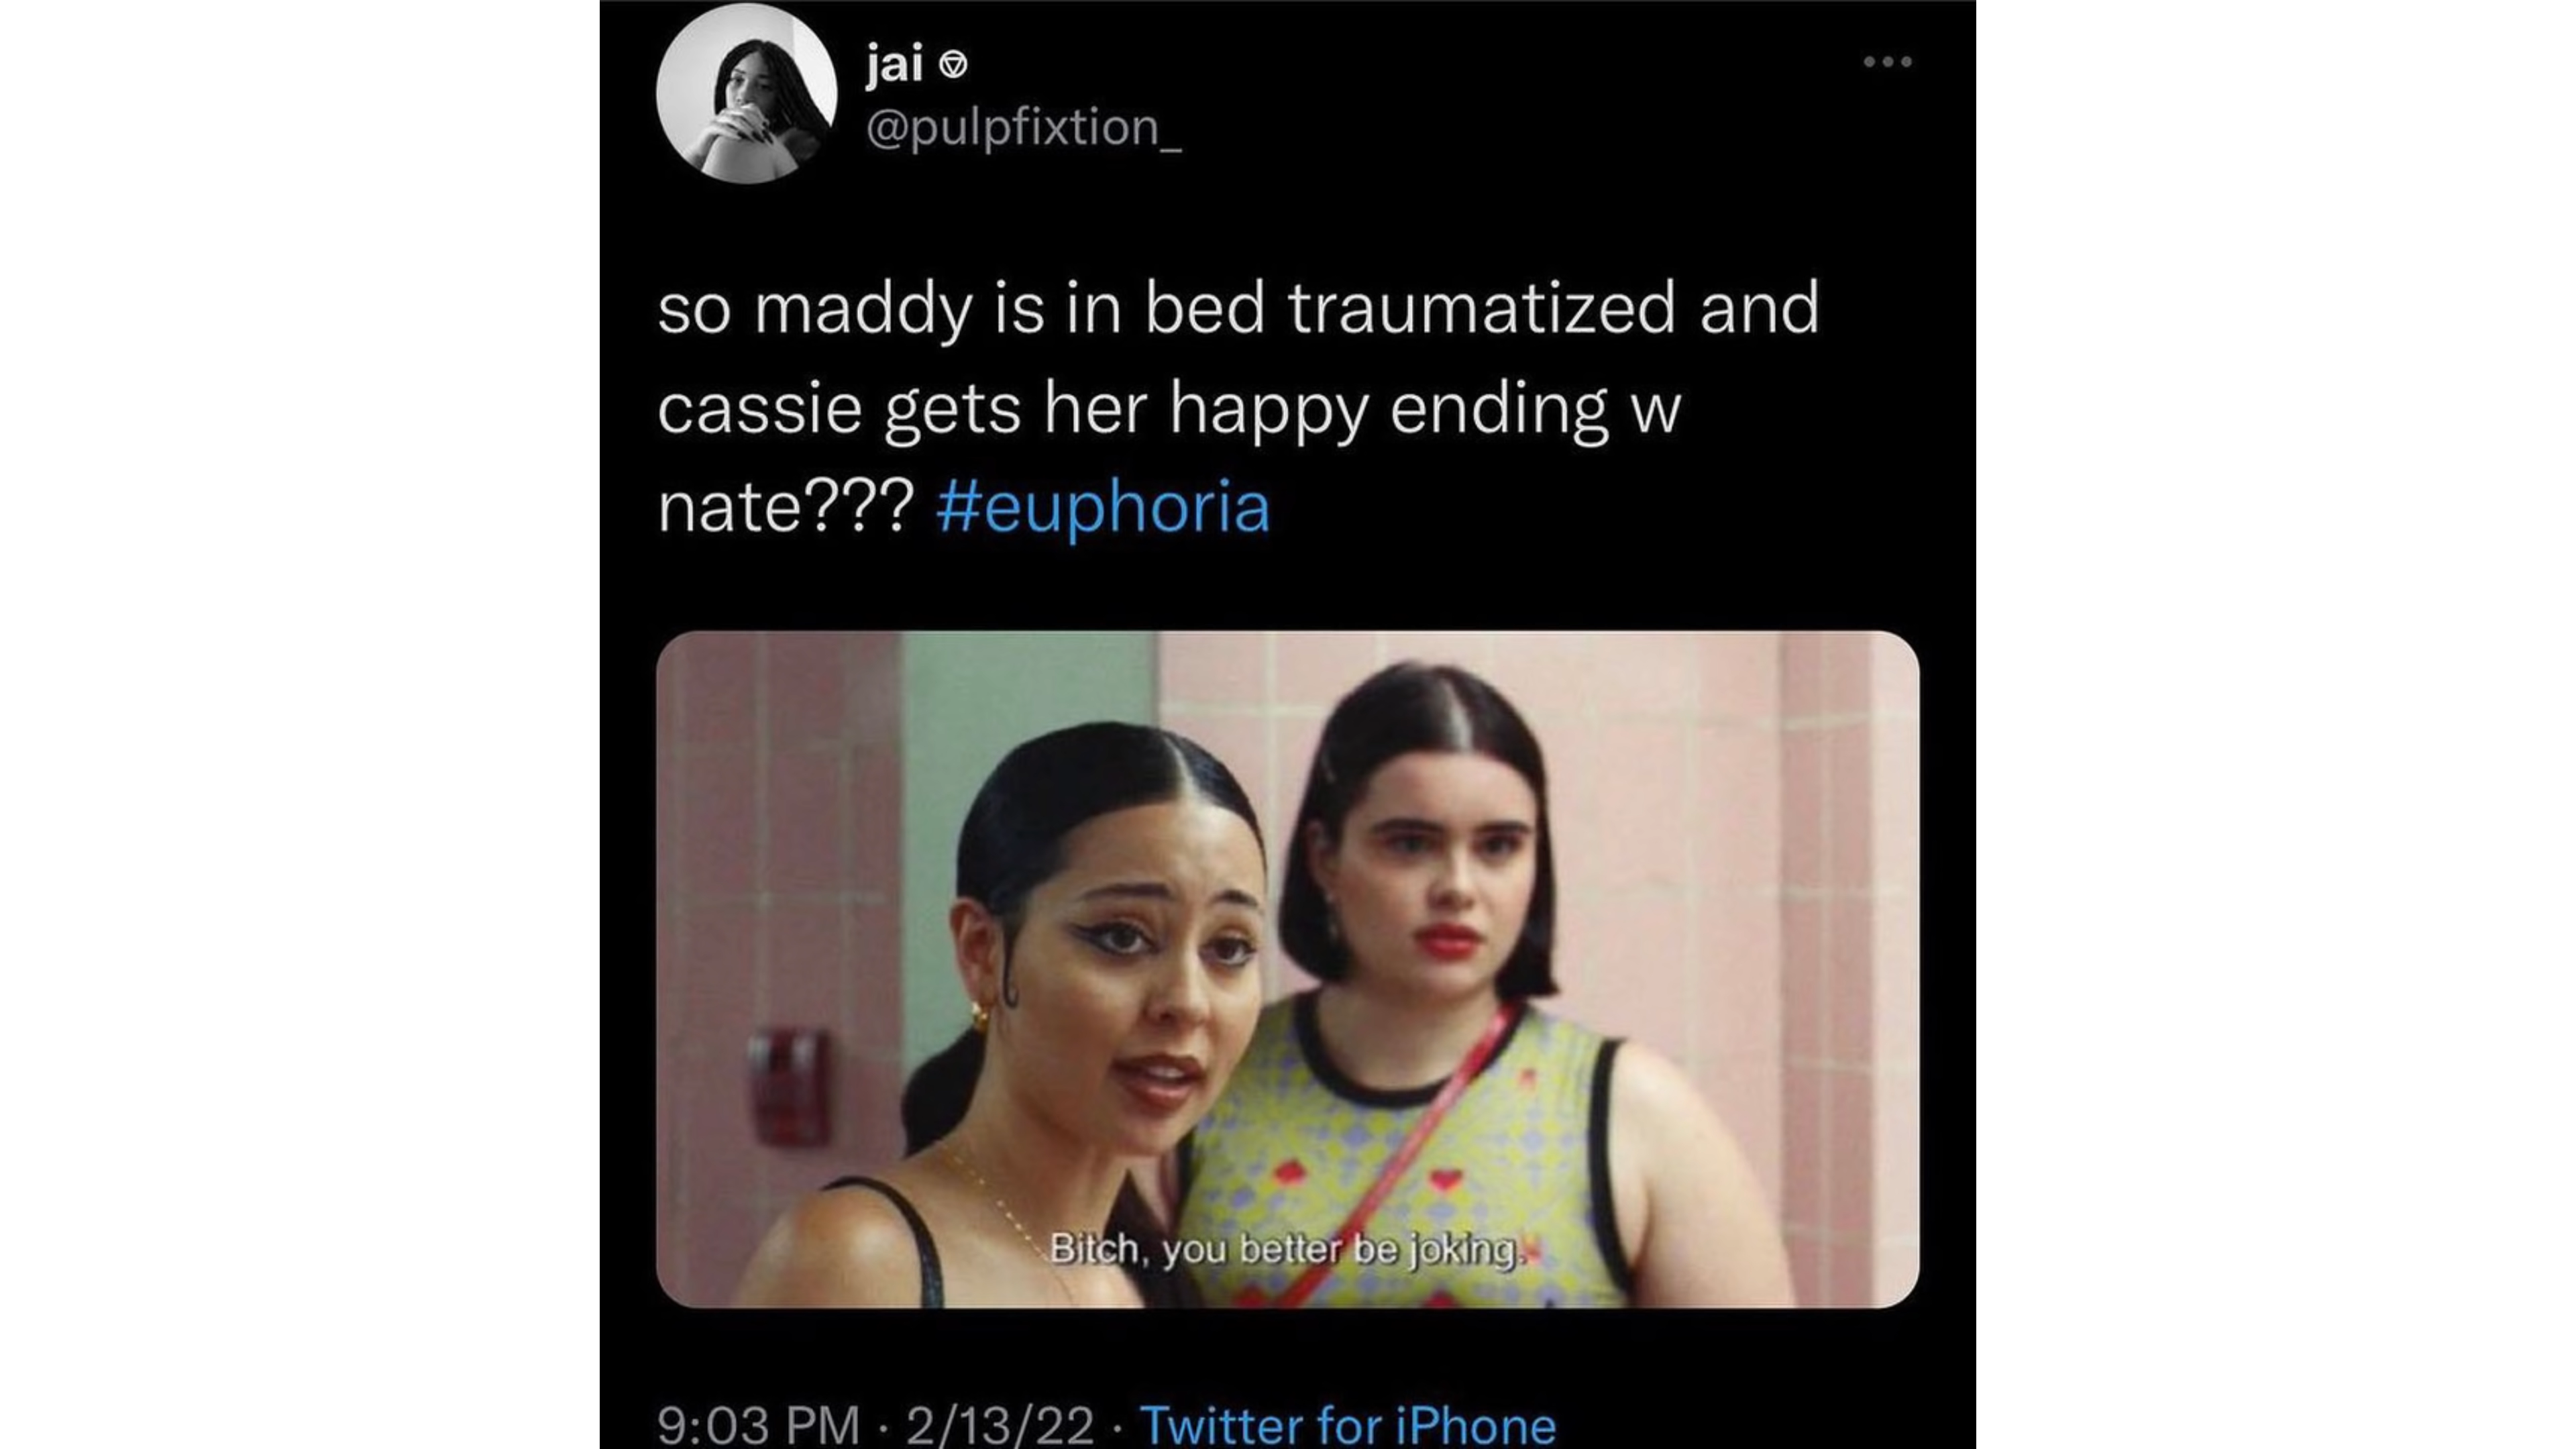 jai
@pulpfixtion_
so maddy is in bed traumatized and
cassie gets her happy ending w
nate??? #euphoria
Bitch, you better be joking.
9:03 PM · 2/13/22 · Twitter for iPhone